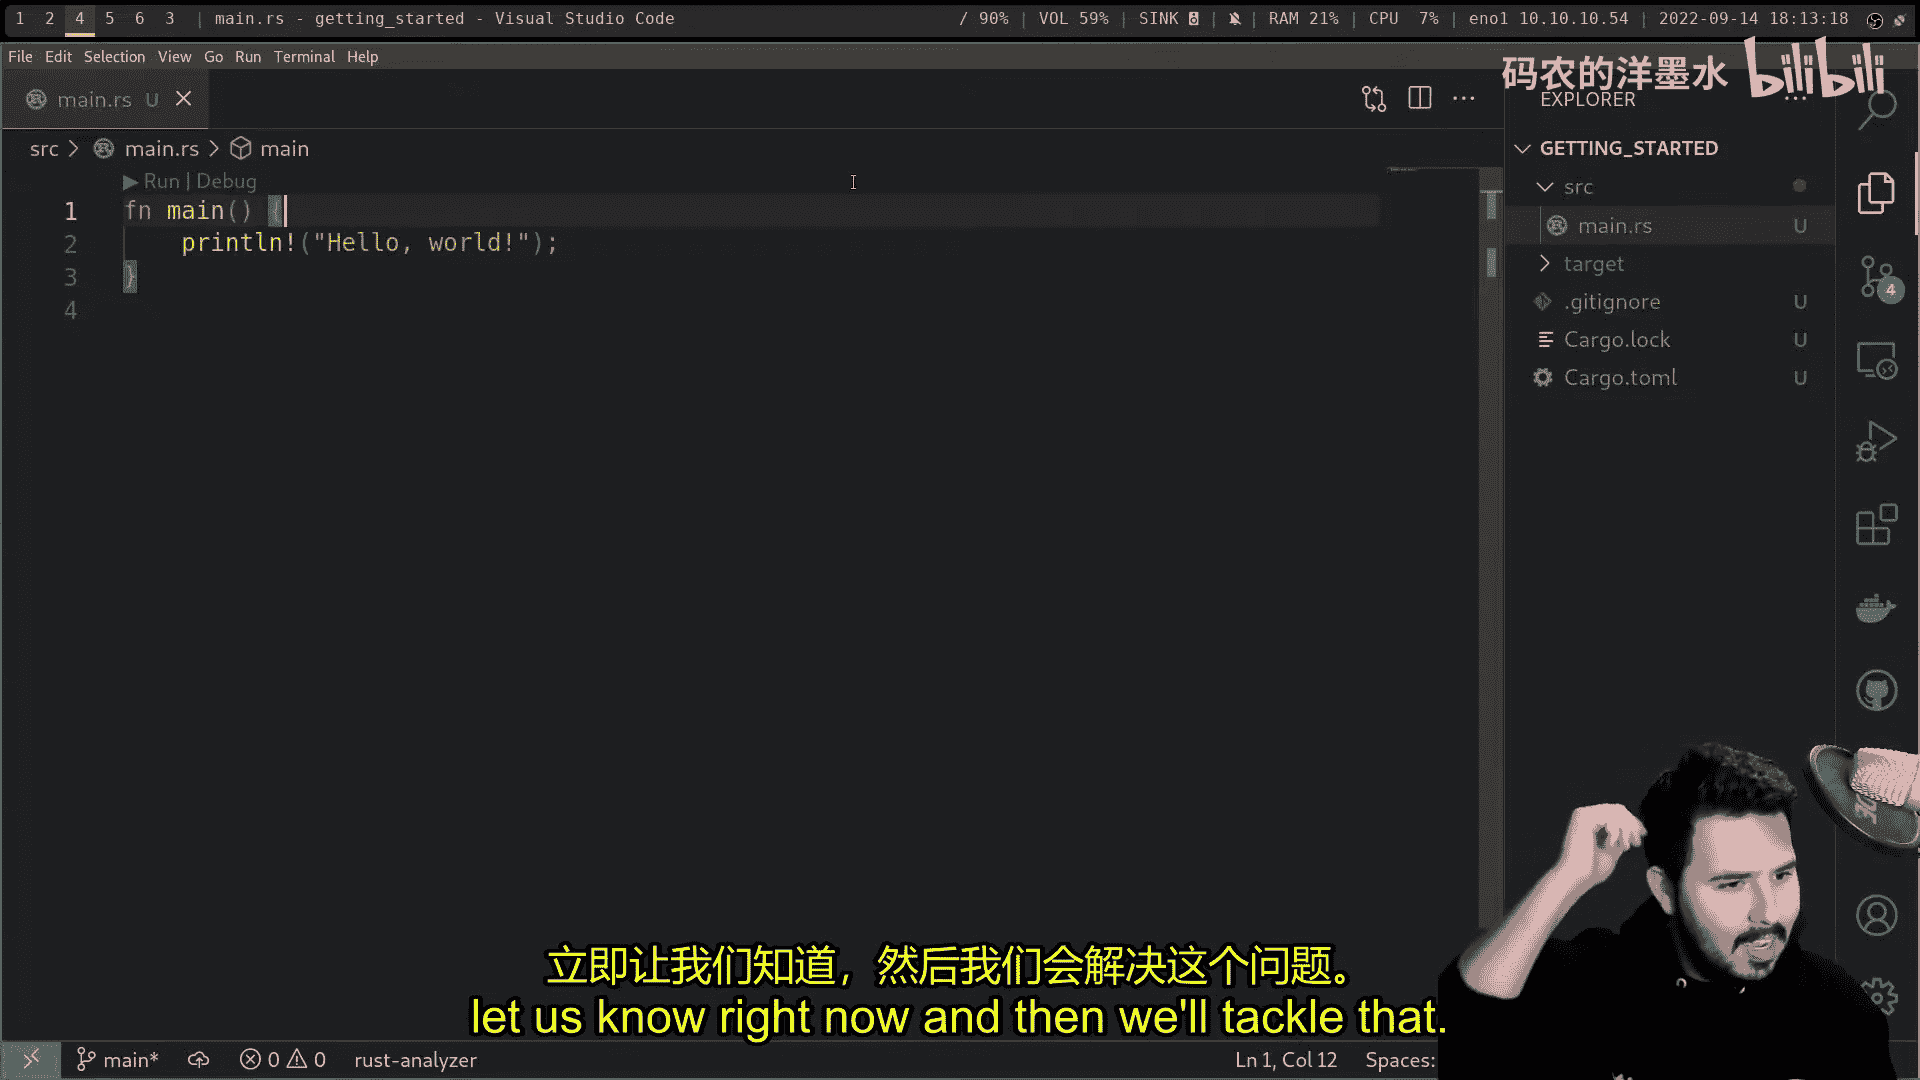 1 2 4 5 6 3 | main.rs - getting_started - Visual Studio Code
/ 90% | VOL 59% | SINK | | RAM 21% | CPU 7% | eno1 10.10.10.54 | 2022-09-14 18:13:18
File Edit Selection View Go Run Terminal Help
码农的洋墨水 bilibili
main.rs U
EXPLORER
src > main.rs > main
GETTING_STARTED
Run | Debug
src
1 fn main() {
main.rs U
2 println!("Hello, world!");
target
3 }
.gitignore U
4
Cargo.lock U
Cargo.toml U
4
立即让我们知道，然后我们会解决这个问题。
let us know right now and then we'll tackle that.
main* 0 0 rust-analyzer
Ln 1, Col 12 Spaces: